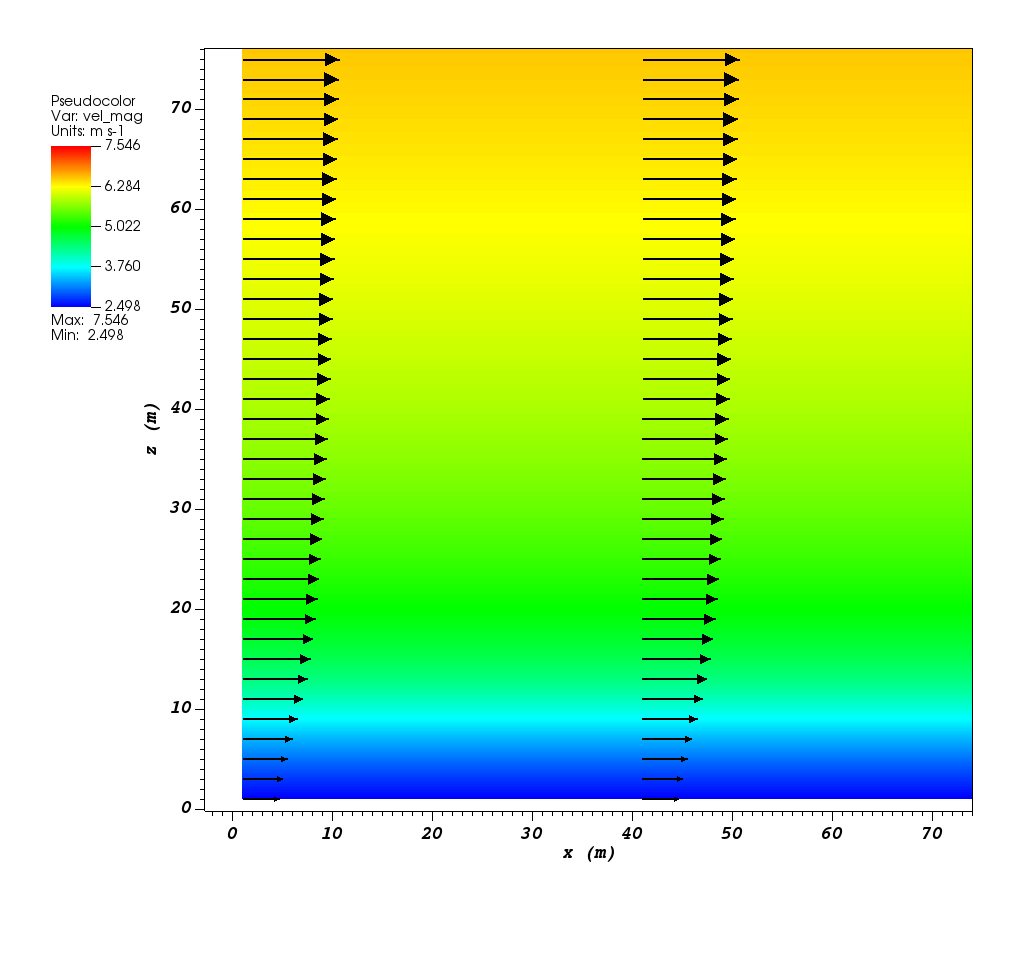 Pseudocolor
Var: vel_mag
Units: m s-1
7.546
6.284
5.022
3.760
2.498
Max: 7.546
Min: 2.498
70
60
50
40
30
20
10
0
z (m)
0 10 20 30 40 50 60 70
x (m)